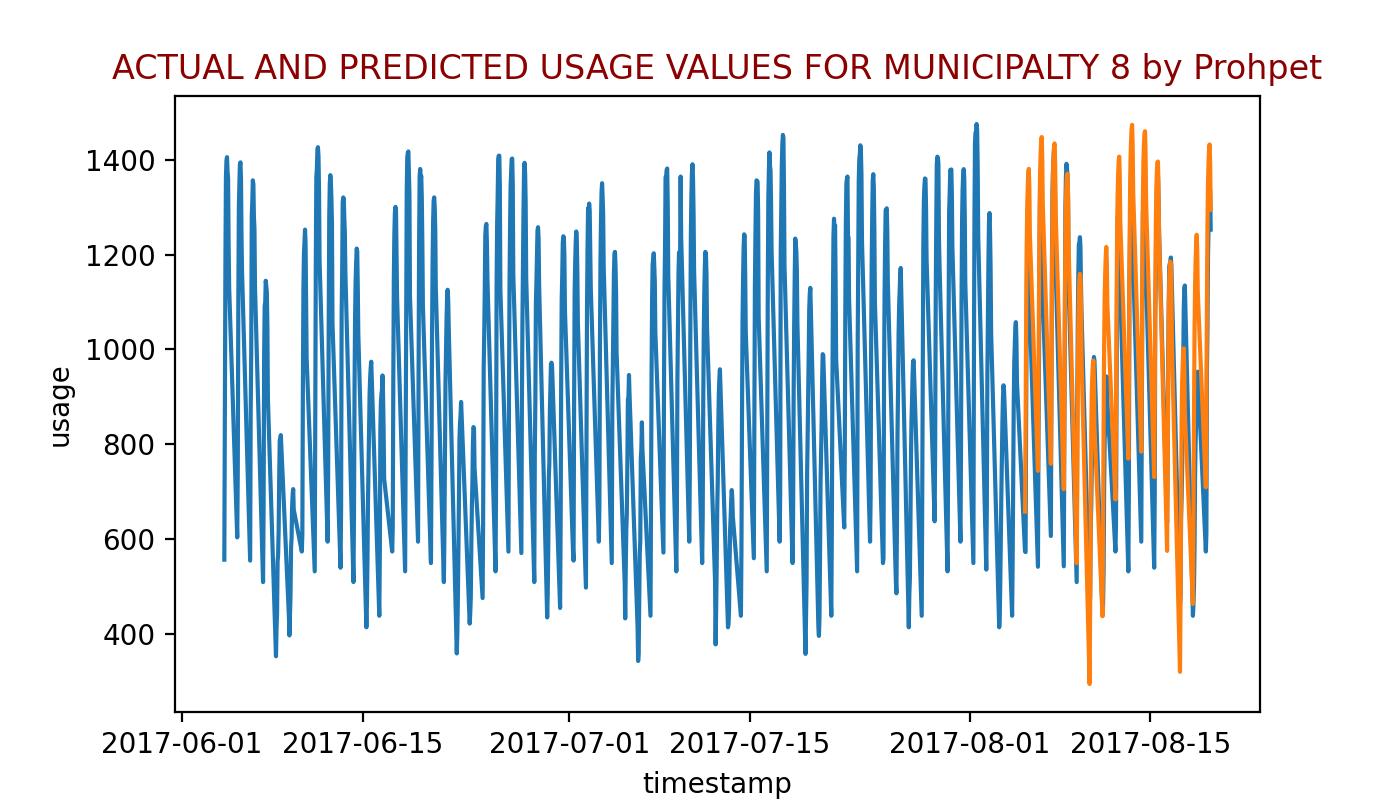 ACTUAL AND PREDICTED USAGE VALUES FOR MUNICIPALTY 8 by Prohpet
usage
1400
1200
1000
800
600
400
2017-06-01 2017-06-15 2017-07-01 2017-07-15 2017-08-01 2017-08-15
timestamp